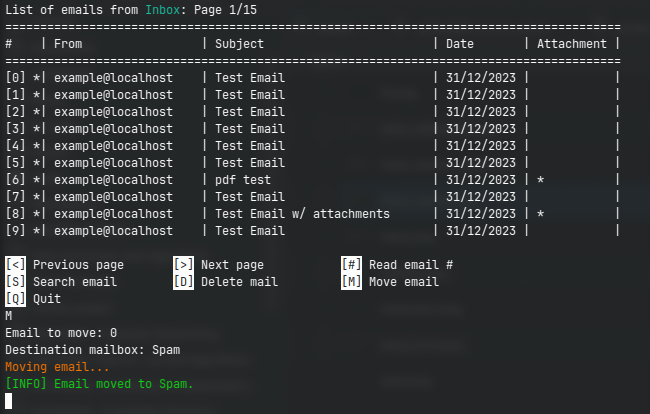 List of emails from Inbox: Page 1/15
========================================================================================
#    | From                 | Subject                        | Date       | Attachment |
========================================================================================
[0] *| example@localhost    | Test Email                     | 31/12/2023 |            |
[1] *| example@localhost    | Test Email                     | 31/12/2023 |            |
[2] *| example@localhost    | Test Email                     | 31/12/2023 |            |
[3] *| example@localhost    | Test Email                     | 31/12/2023 |            |
[4] *| example@localhost    | Test Email                     | 31/12/2023 |            |
[5] *| example@localhost    | Test Email                     | 31/12/2023 |            |
[6] *| example@localhost    | pdf test                       | 31/12/2023 | *          |
[7] *| example@localhost    | Test Email                     | 31/12/2023 |            |
[8] *| example@localhost    | Test Email w/ attachments      | 31/12/2023 | *          |
[9] *| example@localhost    | Test Email                     | 31/12/2023 |            |
[<] Previous page       [>] Next page           [#] Read email #
[S] Search email        [D] Delete mail         [M] Move email
[Q] Quit
M
Email to move: 0
Destination mailbox: Spam
Moving email...
[INFO] Email moved to Spam.